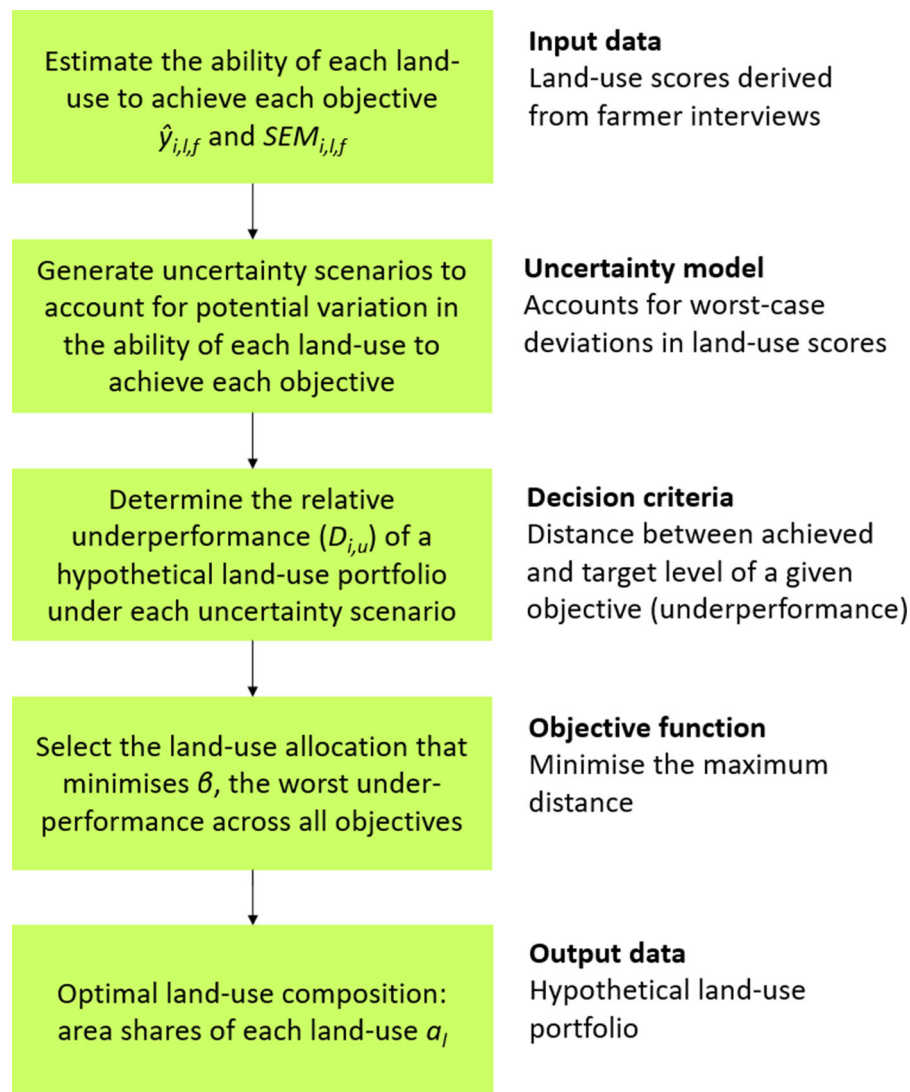 Estimate the ability of each land-
use to achieve each objective
ŷi,l,f and SEMi,l,f
Input data
Land-use scores derived
from farmer interviews
Generate uncertainty scenarios to
account for potential variation in
the ability of each land-use to
achieve each objective
Uncertainty model
Accounts for worst-case
deviations in land-use scores
Determine the relative
underperformance (Di,u) of a
hypothetical land-use portfolio
under each uncertainty scenario
Decision criteria
Distance between achieved
and target level of a given
objective (underperformance)
Select the land-use allocation that
minimises β, the worst under-
performance across all objectives
Objective function
Minimise the maximum
distance
Optimal land-use composition:
area shares of each land-use al
Output data
Hypothetical land-use
portfolio